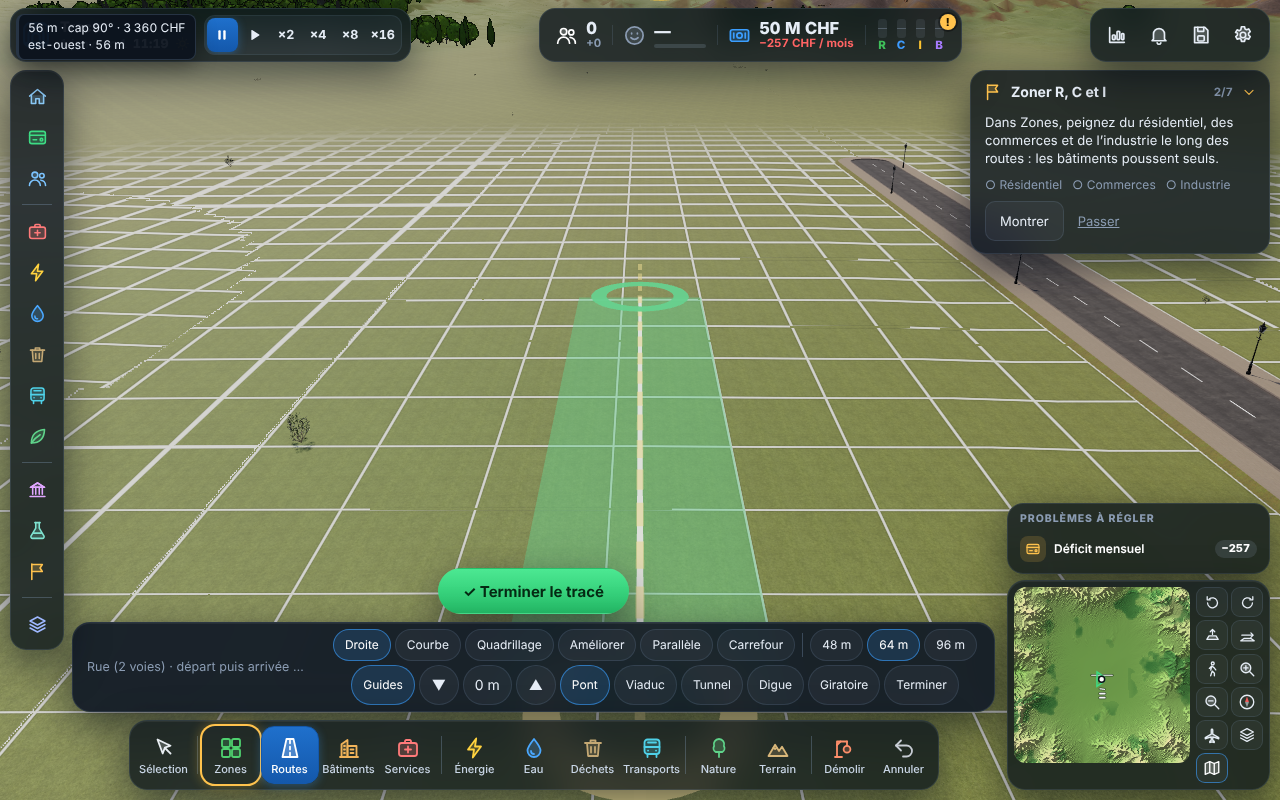 56 m · cap 90° · 3 360 CHF
est-ouest · 56 m
×2
×4
×8
×16
0
+0
—
50 M CHF
−257 CHF / mois
R
C
I
B
!
Zoner R, C et I
2/7
Dans Zones, peignez du résidentiel, des
commerces et de l’industrie le long des
routes : les bâtiments poussent seuls.
Résidentiel
Commerces
Industrie
Montrer
Passer
PROBLÈMES À RÉGLER
Déficit mensuel
−257
✓ Terminer le tracé
Rue (2 voies) · départ puis arrivée ...
Droite
Courbe
Quadrillage
Améliorer
Parallèle
Carrefour
48 m
64 m
96 m
Guides
▼
0 m
▲
Pont
Viaduc
Tunnel
Digue
Giratoire
Terminer
Sélection
Zones
Routes
Bâtiments
Services
Énergie
Eau
Déchets
Transports
Nature
Terrain
Démolir
Annuler